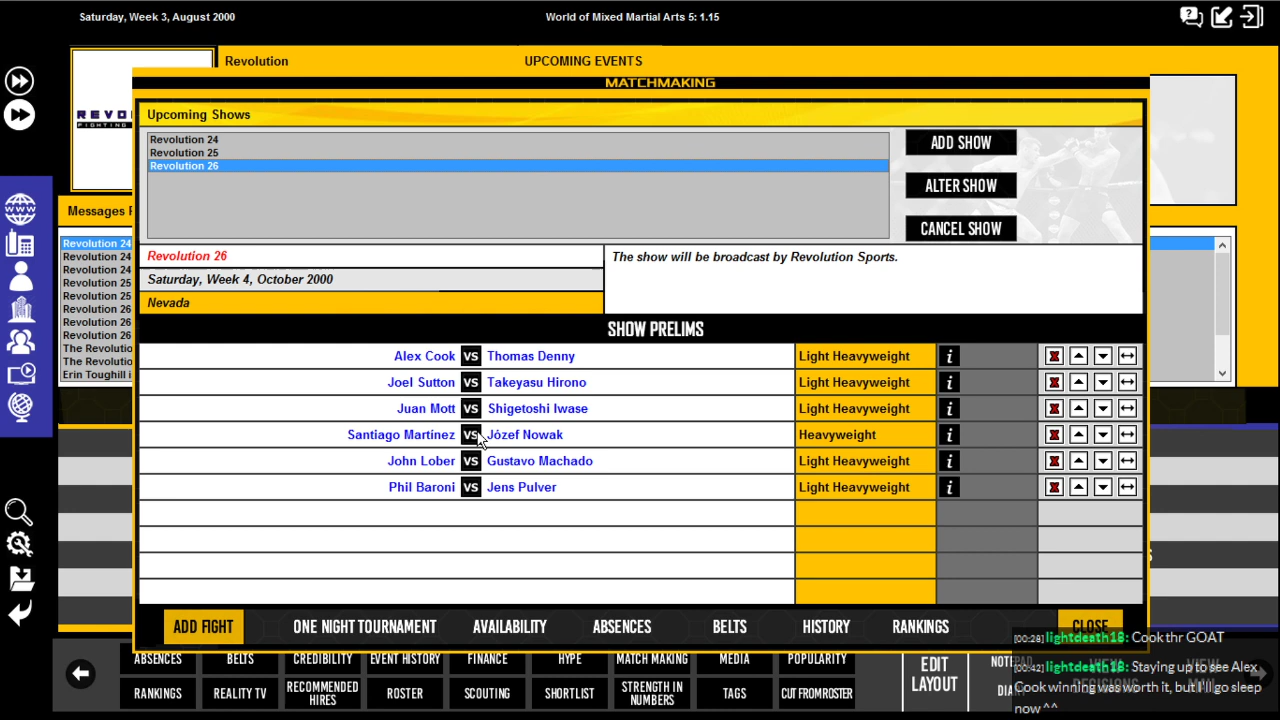 Saturday, Week 3, August 2000
World of Mixed Martial Arts 5: 1.15
Revolution
UPCOMING EVENTS
MATCHMAKING
Upcoming Shows
Revolution 24
Revolution 25
Revolution 26
ADD SHOW
ALTER SHOW
CANCEL SHOW
REVO
FIGHTING
Messages
Revolution 24
Revolution 24
Revolution 24
Revolution 25
Revolution 25
Revolution 26
Revolution 26
Revolution 26
The Revolutio
The Revolutio
Erin Toughill i
Revolution 26
The show will be broadcast by Revolution Sports.
Saturday, Week 4, October 2000
Nevada
SHOW PRELIMS
Alex Cook VS Thomas Denny Light Heavyweight i
Joel Sutton VS Takeyasu Hirono Light Heavyweight i
Juan Mott VS Shigetoshi Iwase Light Heavyweight i
Santiago Martínez VS Józef Nowak Heavyweight i
John Lober VS Gustavo Machado Light Heavyweight i
Phil Baroni VS Jens Pulver Light Heavyweight i
ADD FIGHT
ONE NIGHT TOURNAMENT
AVAILABILITY
ABSENCES
BELTS
HISTORY
RANKINGS
CLOSE
[00:28] lightdeath18: Cook thr GOAT
[00:42] lightdeath18: Staying up to see Alex
Cook winning was worth it, but I'll go sleep
now ^^
ABSENCES
BELTS
CREDIBILITY
EVENT HISTORY
FINANCE
HYPE
MATCH MAKING
MEDIA
POPULARITY
RANKINGS
REALITY TV
RECOMMENDED HIRES
ROSTER
SCOUTING
SHORTLIST
STRENGTH IN NUMBERS
TAGS
CUT FROM ROSTER
EDIT LAYOUT